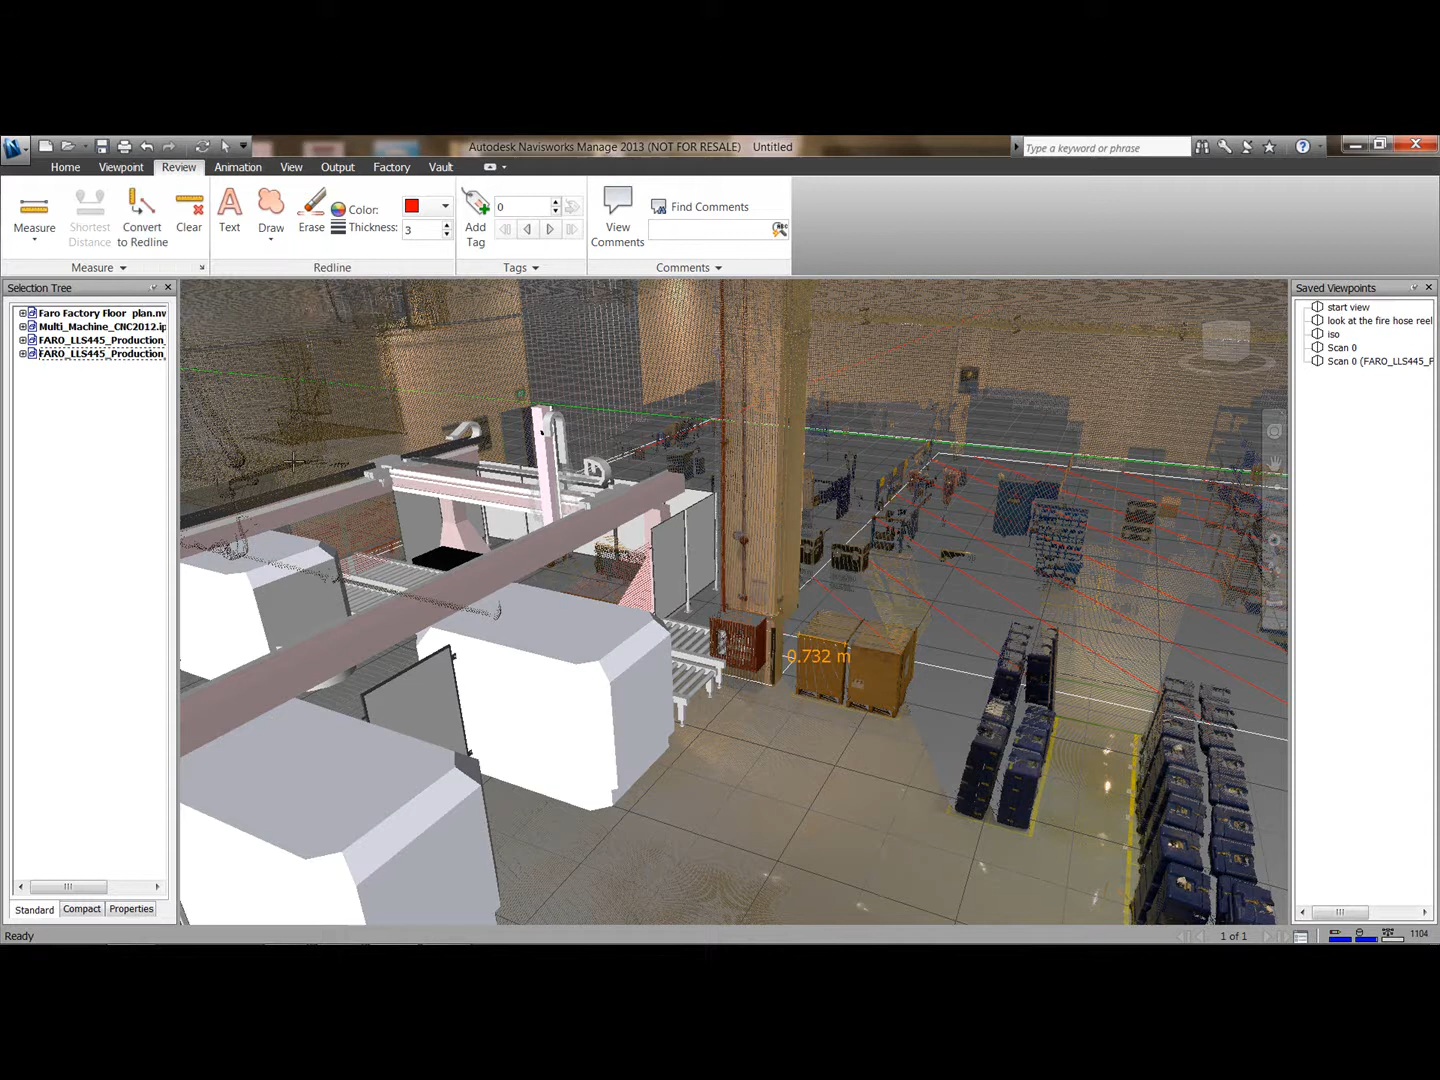 Autodesk Navisworks Manage 2013 (NOT FOR RESALE) Untitled
Type a keyword or phrase
Home Viewpoint Review Animation View Output Factory Vault
Measure
Shortest Distance
Convert to Redline
Clear
Text
Draw
Erase
Color:
Thickness: 3
Add Tag
0
View Comments
Find Comments
Measure
Redline
Tags
Comments
Selection Tree
Faro Factory Floor plan.nw
Multi_Machine_CNC2012.ip
FARO_LLS445_Production_
FARO_LLS445_Production_
Saved Viewpoints
start view
look at the fire hose reel
iso
Scan 0
Scan 0 (FARO_LLS445_F
0.732 m
Standard Compact Properties
Ready
1 of 1
1104